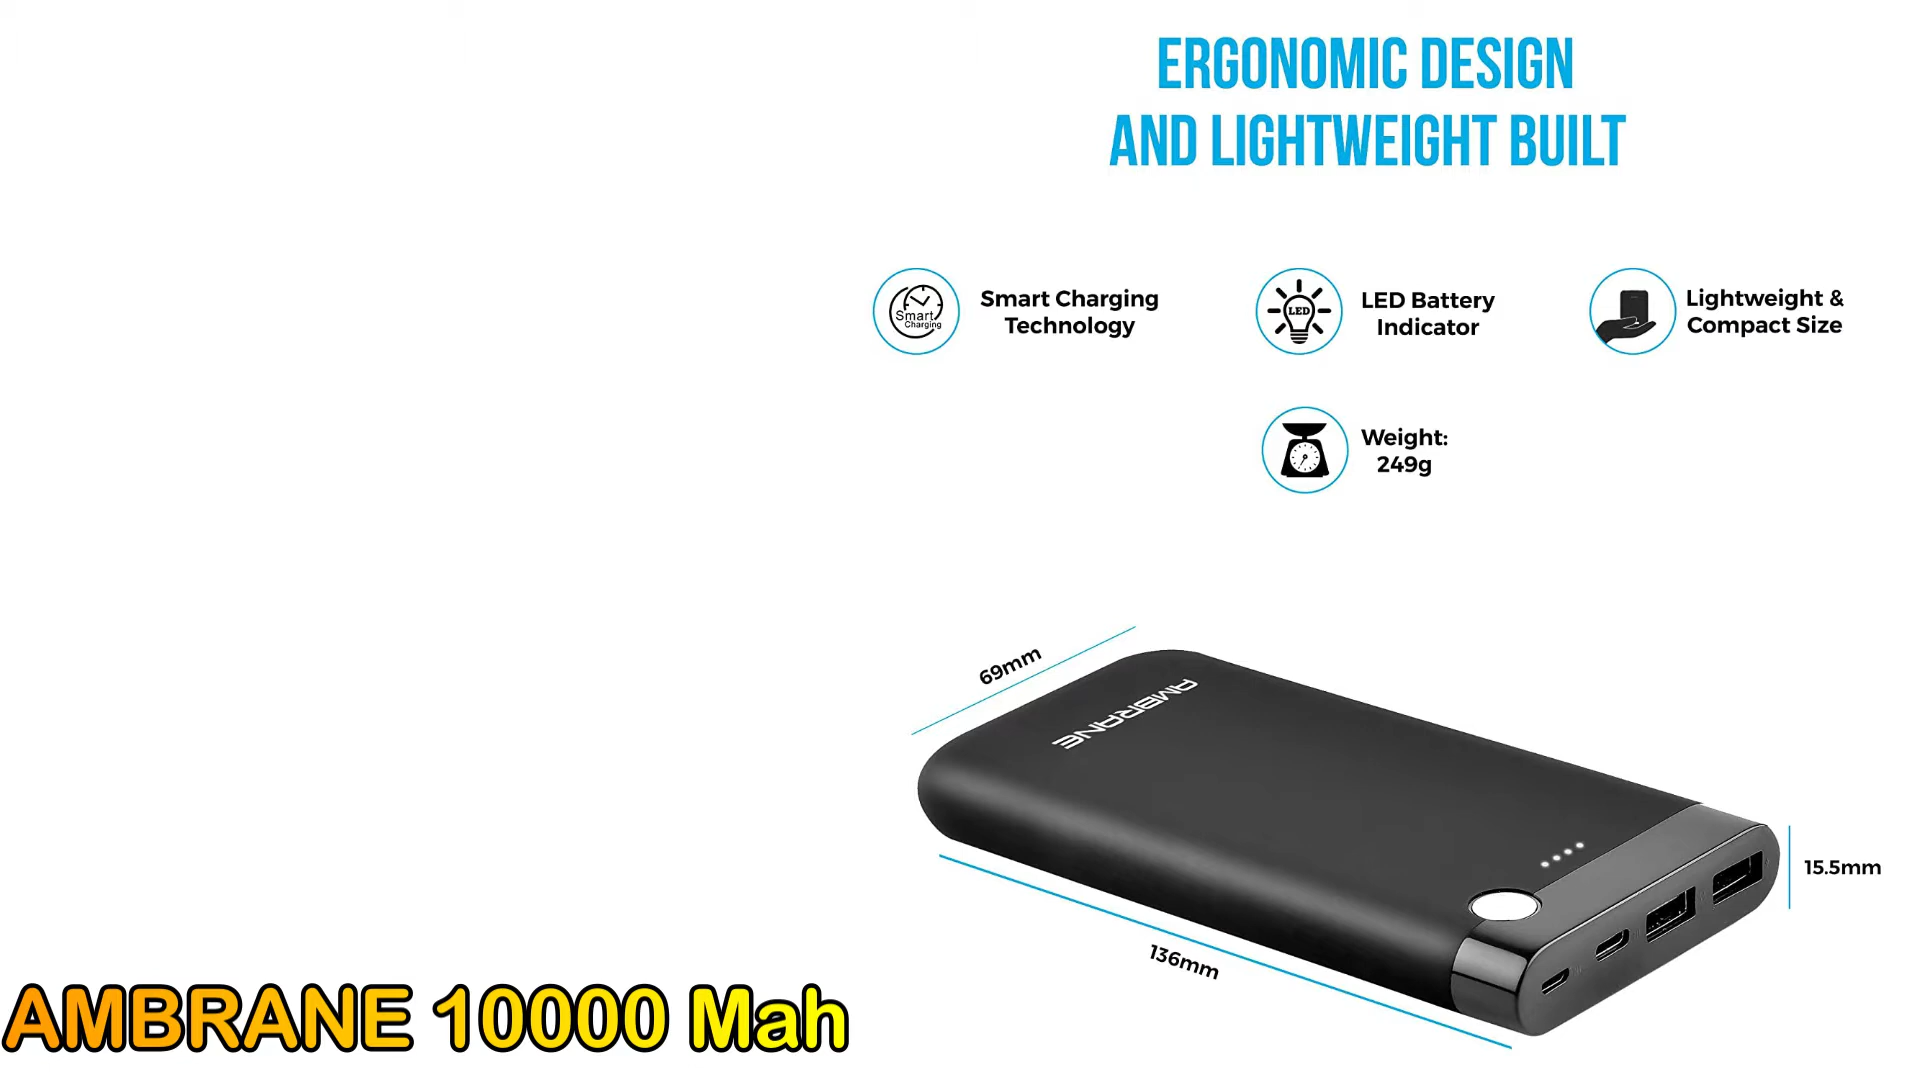 ERGONOMIC DESIGN
AND LIGHTWEIGHT BUILT
Smart
Charging
Smart Charging
Technology
LED
LED Battery
Indicator
Lightweight &
Compact Size
Weight:
249g
69mm
AMBRANE
15.5mm
136mm
AMBRANE 10000 Mah